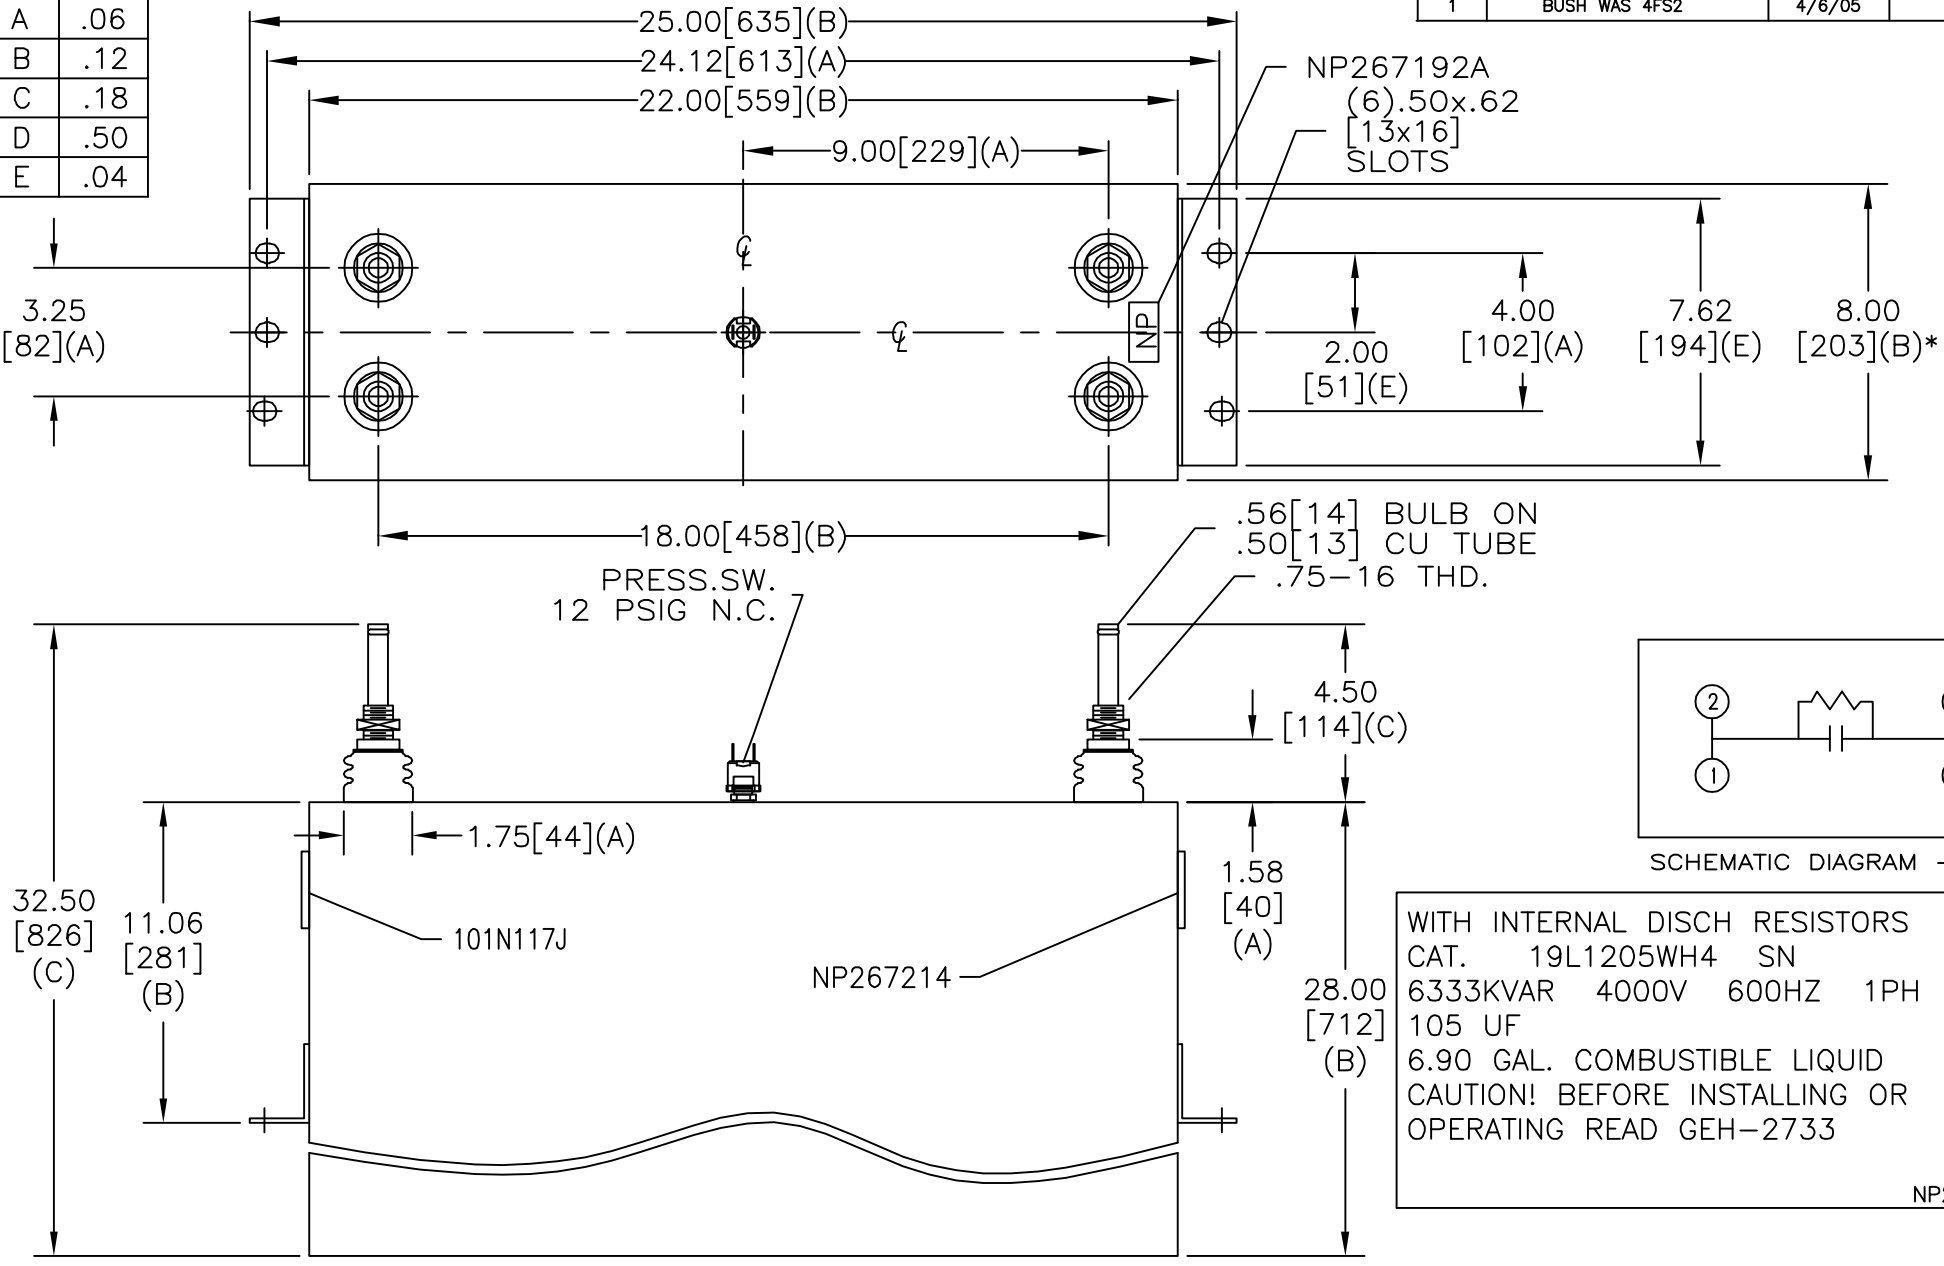 A .06
B .12
C .18
D .50
E .04
1 BUSH WAS 4FS2 4/6/05
25.00[635](B)
24.12[613](A)
22.00[559](B)
9.00[229](A)
NP267192A
(6).50x.62
[13x16]
SLOTS
3.25
[82](A)
℄
℄
NP
2.00
[51](E)
4.00
[102](A)
7.62
[194](E)
8.00
[203](B)*
18.00[458](B)
.56[14] BULB ON
.50[13] CU TUBE
.75-16 THD.
PRESS.SW.
12 PSIG N.C.
4.50
[114](C)
1.75[44](A)
1.58
[40]
(A)
32.50
[826]
(C)
11.06
[281]
(B)
101N117J
NP267214
28.00
[712]
(B)
2
1
SCHEMATIC DIAGRAM
WITH INTERNAL DISCH RESISTORS
CAT. 19L1205WH4 SN
6333KVAR 4000V 600HZ 1PH
105 UF
6.90 GAL. COMBUSTIBLE LIQUID
CAUTION! BEFORE INSTALLING OR
OPERATING READ GEH-2733